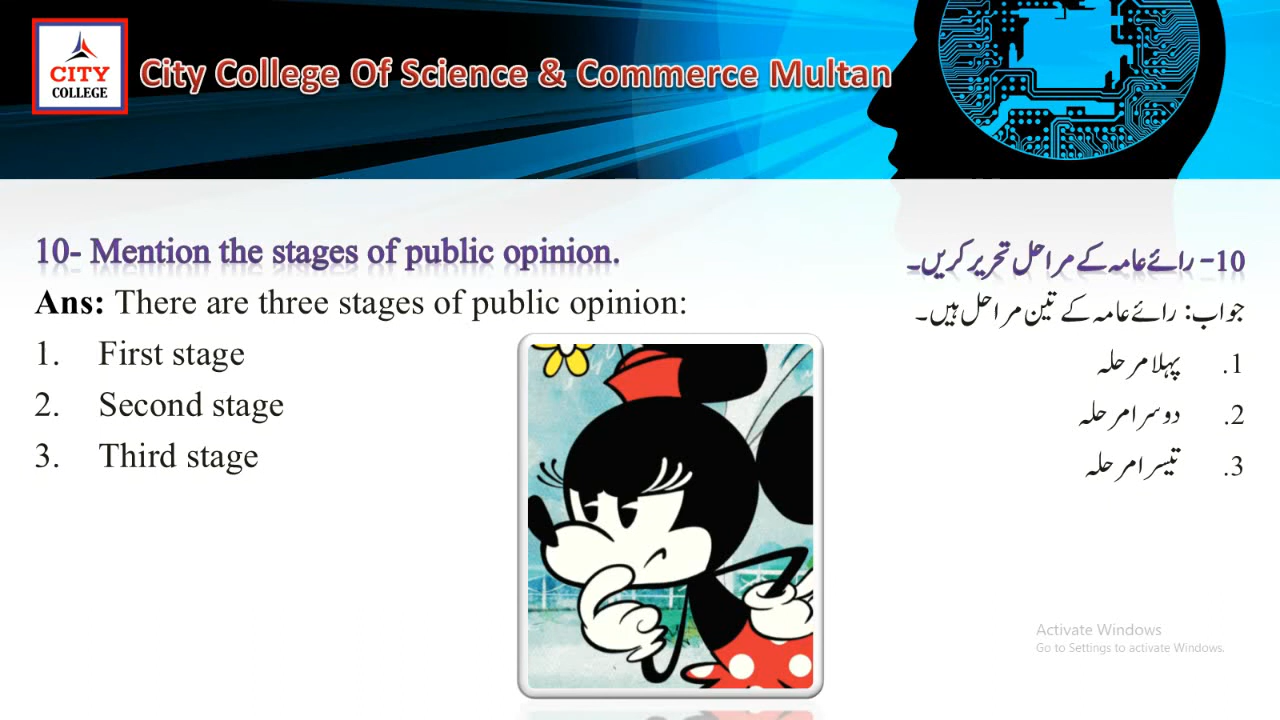 CITY
COLLEGE
City College Of Science & Commerce Multan
10- Mention the stages of public opinion.
Ans: There are three stages of public opinion:
1. First stage
2. Second stage
3. Third stage
10- رائے عامہ کے مراحل تحریر کریں۔
جواب: رائے عامہ کے تین مراحل ہیں۔
1. پہلا مرحلہ
2. دوسرا مرحلہ
3. تیسرا مرحلہ
Activate Windows
Go to Settings to activate Windows.